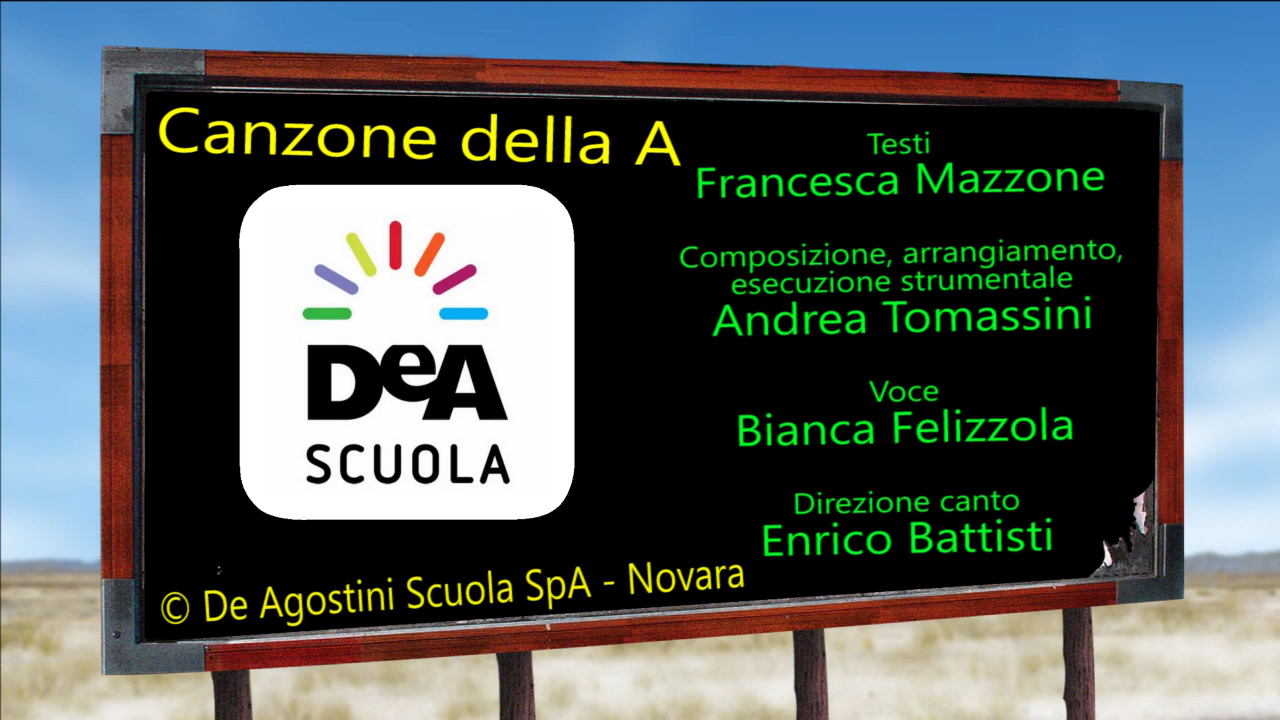 Canzone della A
DeA
SCUOLA
Testi
Francesca Mazzone
Composizione, arrangiamento,
esecuzione strumentale
Andrea Tomassini
Voce
Bianca Felizzola
Direzione canto
Enrico Battisti
© De Agostini Scuola SpA - Novara